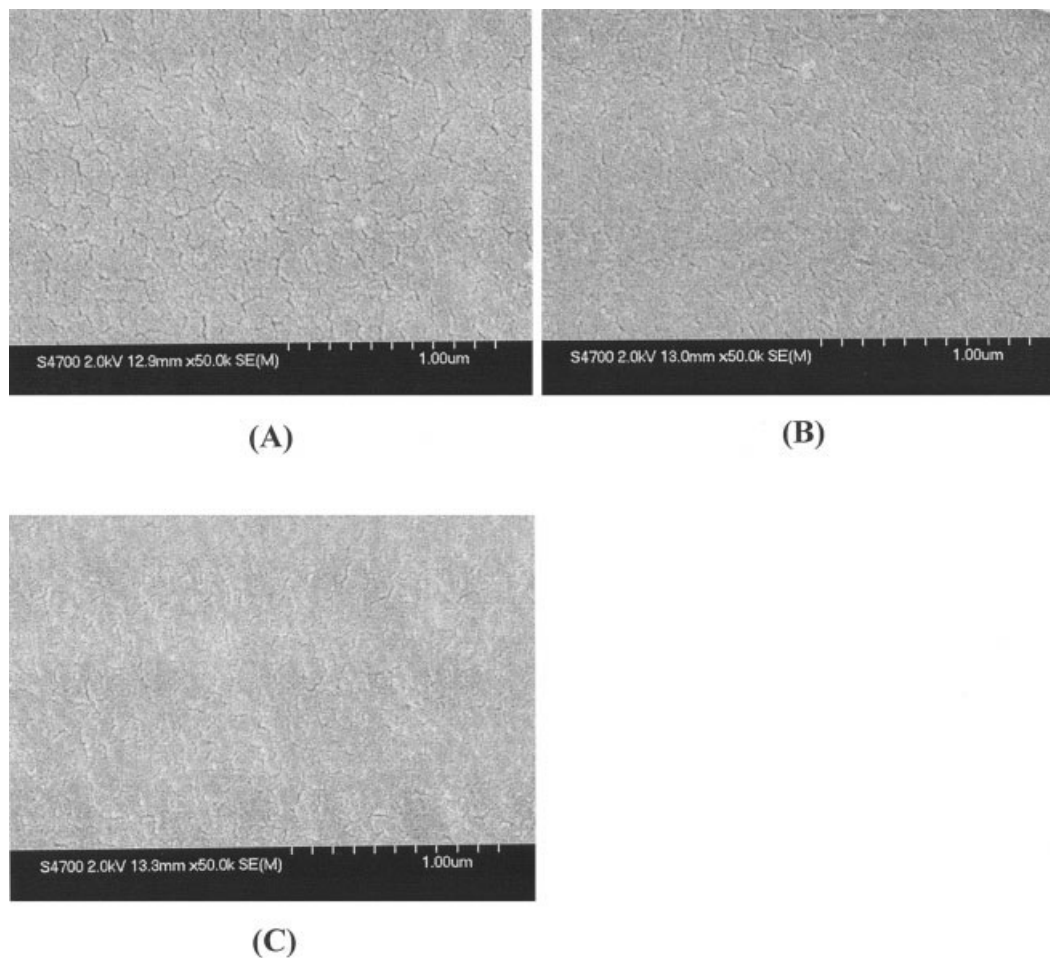 S4700 2.0kV 12.9mm x50.0k SE(M) 1.00um
S4700 2.0kV 13.0mm x50.0k SE(M) 1.00um
(A)
(B)
S4700 2.0kV 13.3mm x50.0k SE(M) 1.00um
(C)